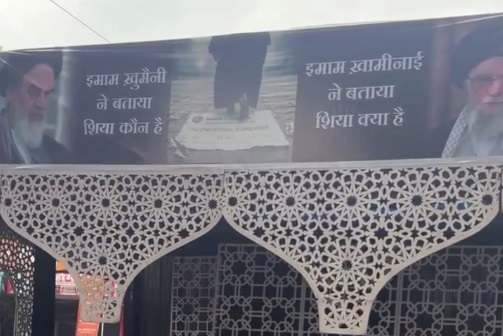 इमाम ख़ुमैनी
ने बताया
शिया कौन है
इमाम ख़ामीनाई
ने बताया
शिया क्या है